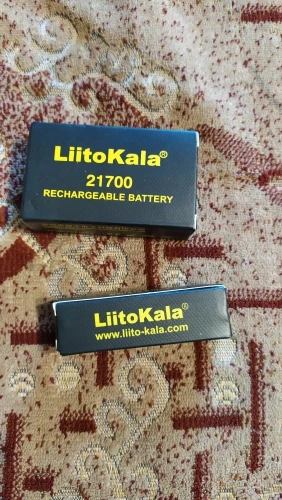 LiitoKala®
21700
RECHARGEABLE BATTERY
LiitoKala®
www.liito-kala.com